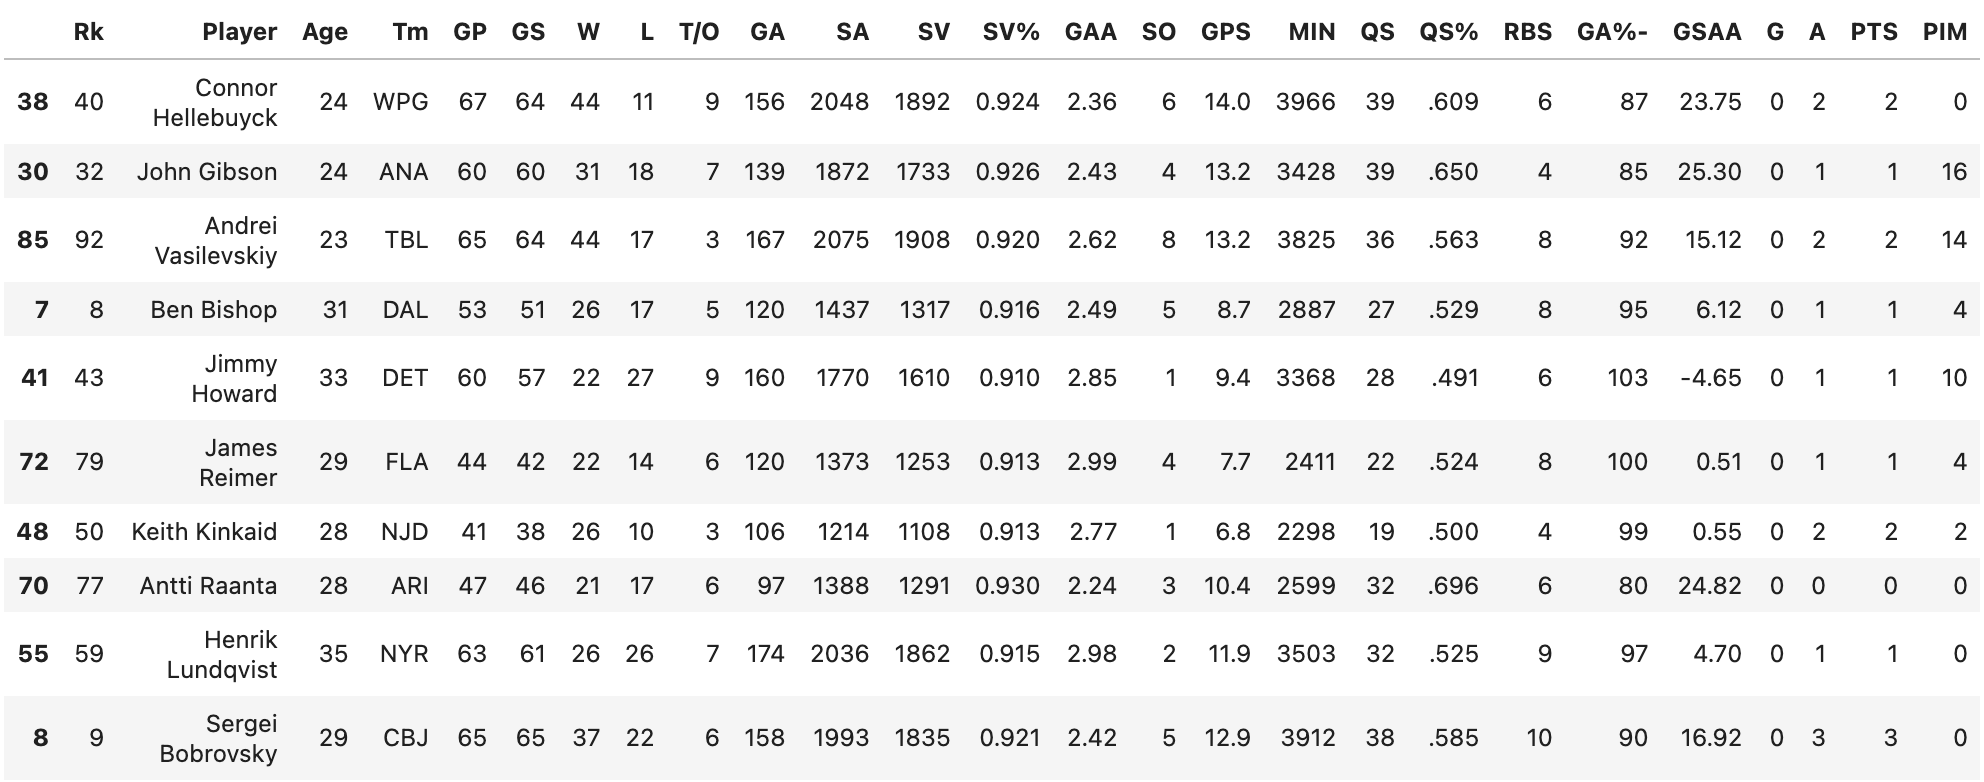 Rk Player Age Tm GP GS W L T/O GA SA SV SV% GAA SO GPS MIN QS QS% RBS GA%- GSAA G A PTS PIM
38 40 Connor Hellebuyck 24 WPG 67 64 44 11 9 156 2048 1892 0.924 2.36 6 14.0 3966 39 .609 6 87 23.75 0 2 2 0
30 32 John Gibson 24 ANA 60 60 31 18 7 139 1872 1733 0.926 2.43 4 13.2 3428 39 .650 4 85 25.30 0 1 1 16
85 92 Andrei Vasilevskiy 23 TBL 65 64 44 17 3 167 2075 1908 0.920 2.62 8 13.2 3825 36 .563 8 92 15.12 0 2 2 14
7 8 Ben Bishop 31 DAL 53 51 26 17 5 120 1437 1317 0.916 2.49 5 8.7 2887 27 .529 8 95 6.12 0 1 1 4
41 43 Jimmy Howard 33 DET 60 57 22 27 9 160 1770 1610 0.910 2.85 1 9.4 3368 28 .491 6 103 -4.65 0 1 1 10
72 79 James Reimer 29 FLA 44 42 22 14 6 120 1373 1253 0.913 2.99 4 7.7 2411 22 .524 8 100 0.51 0 1 1 4
48 50 Keith Kinkaid 28 NJD 41 38 26 10 3 106 1214 1108 0.913 2.77 1 6.8 2298 19 .500 4 99 0.55 0 2 2 2
70 77 Antti Raanta 28 ARI 47 46 21 17 6 97 1388 1291 0.930 2.24 3 10.4 2599 32 .696 6 80 24.82 0 0 0 0
55 59 Henrik Lundqvist 35 NYR 63 61 26 26 7 174 2036 1862 0.915 2.98 2 11.9 3503 32 .525 9 97 4.70 0 1 1 0
8 9 Sergei Bobrovsky 29 CBJ 65 65 37 22 6 158 1993 1835 0.921 2.42 5 12.9 3912 38 .585 10 90 16.92 0 3 3 0